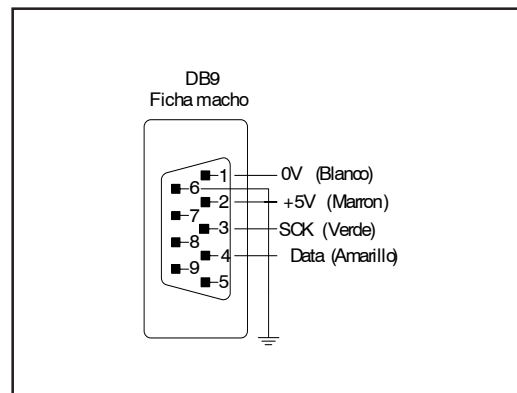 DB9
Ficha macho
1 0V (Blanco)
6
2 +5V (Marron)
7
3 SCK (Verde)
8
4 Data (Amarillo)
9
5